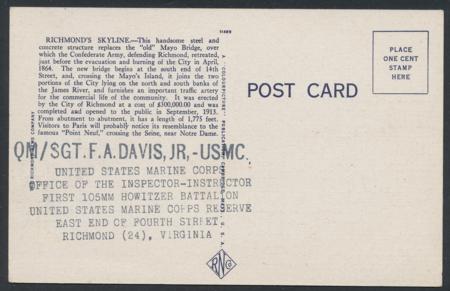 RICHMOND'S SKYLINE.—This handsome steel and
concrete structure replaces the "old" Mayo Bridge, over
which the Confederate Army, defending Richmond, retreated,
just before the evacuation and burning of the City in April,
1864. The new bridge begins at the south end of 14th
Street, and, crossing the Mayo's Island, it joins the two
portions of the City lying on the north and south banks of
the James River, and furnishes an important traffic artery
for the commercial life of the community. It was erected
by the City of Richmond at a cost of $300,000.00 and was
completed and opened to the public in September, 1913.
From abutment to abutment, it has a length of 1,775 feet.
Visitors to Paris will probably notice its resemblance to the
famous "Point Neuf," crossing the Seine, near Notre Dame.
POST CARD
PLACE
ONE CENT
STAMP
HERE
QM/SGT. F.A. DAVIS, JR,-USMC.
UNITED STATES MARINE CORPS
OFFICE OF THE INSPECTOR-INSTRUCTOR
FIRST 105MM HOWITZER BATTALION
UNITED STATES MARINE CORPS RESERVE
EAST END OF FOURTH STREET
RICHMOND (24), VIRGINIA